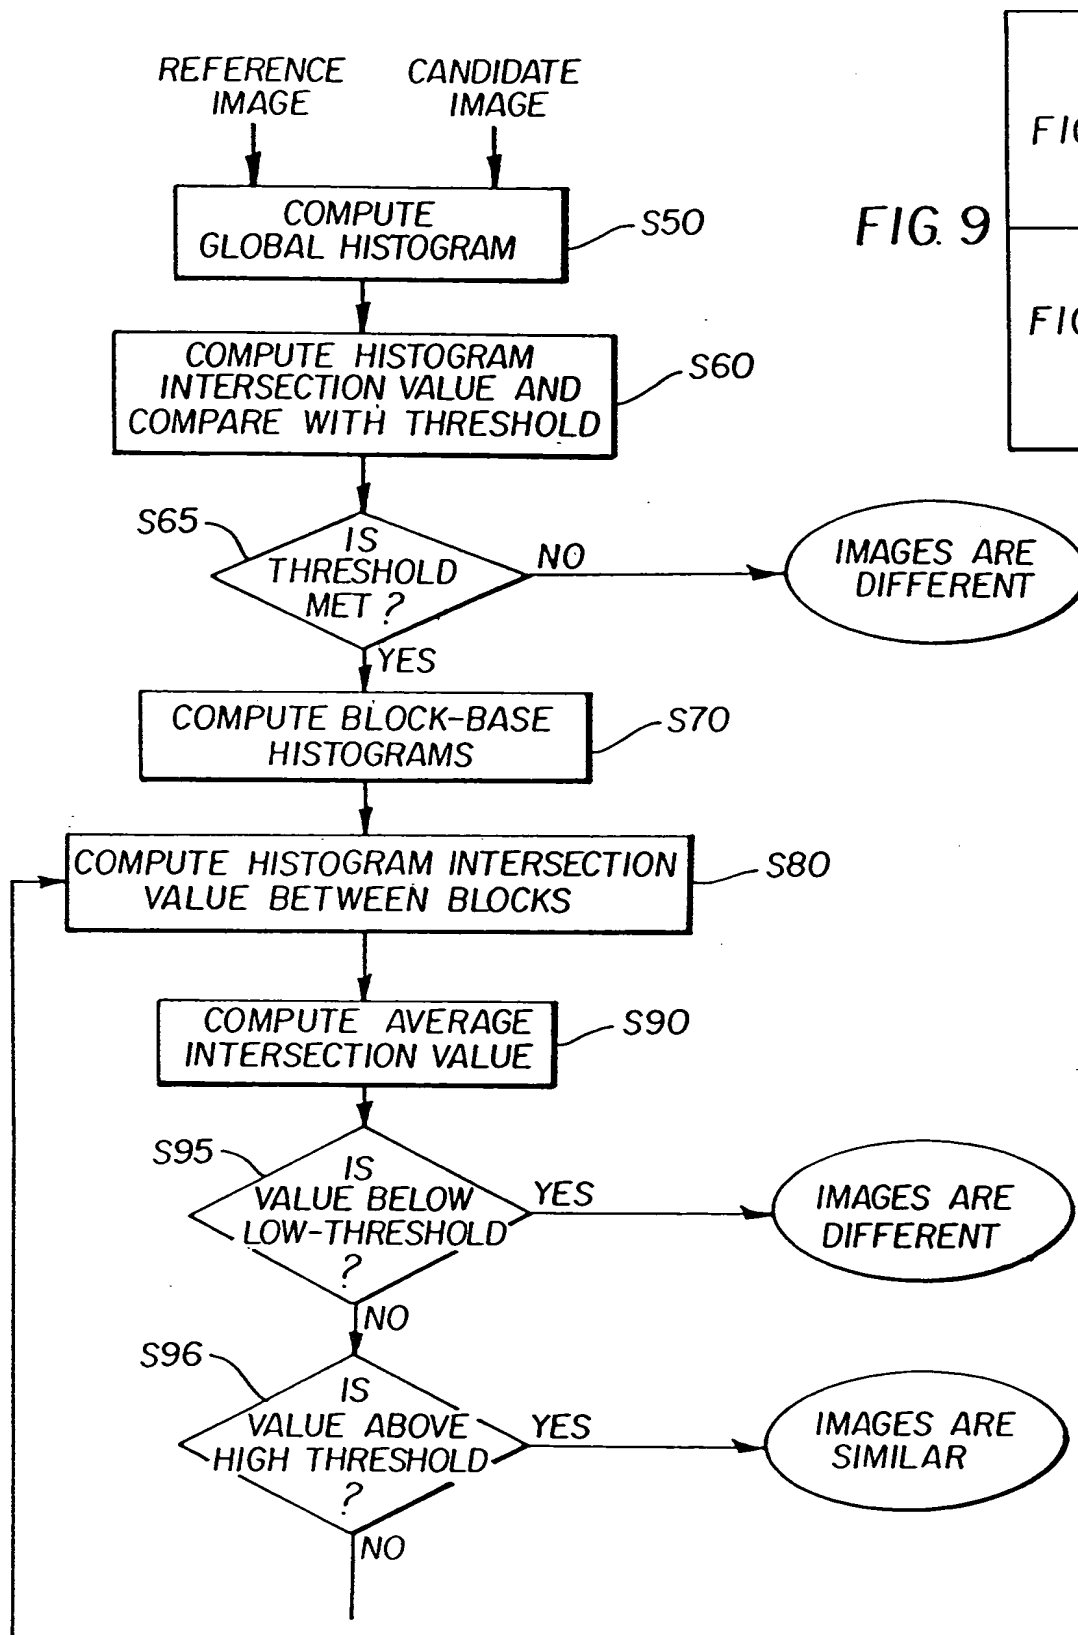 REFERENCE
IMAGE
CANDIDATE
IMAGE
COMPUTE
GLOBAL HISTOGRAM
S50
FIG. 9
FIG
FIG
COMPUTE HISTOGRAM
INTERSECTION VALUE AND
COMPARE WITH THRESHOLD
S60
S65
IS
THRESHOLD
MET ?
NO
IMAGES ARE
DIFFERENT
YES
COMPUTE BLOCK-BASE
HISTOGRAMS
S70
COMPUTE HISTOGRAM INTERSECTION
VALUE BETWEEN BLOCKS
S80
COMPUTE AVERAGE
INTERSECTION VALUE
S90
S95
IS
VALUE BELOW
LOW-THRESHOLD
?
YES
IMAGES ARE
DIFFERENT
NO
S96
IS
VALUE ABOVE
HIGH THRESHOLD
?
YES
IMAGES ARE
SIMILAR
NO